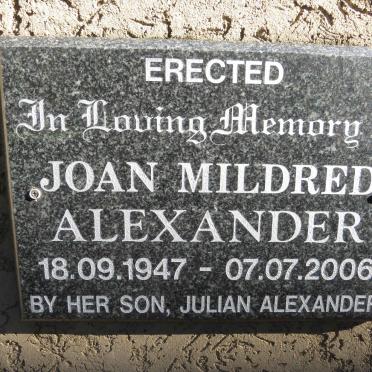 ERECTED
In Loving Memory
JOAN MILDRED
ALEXANDER
18.09.1947 - 07.07.2006
BY HER SON, JULIAN ALEXANDER